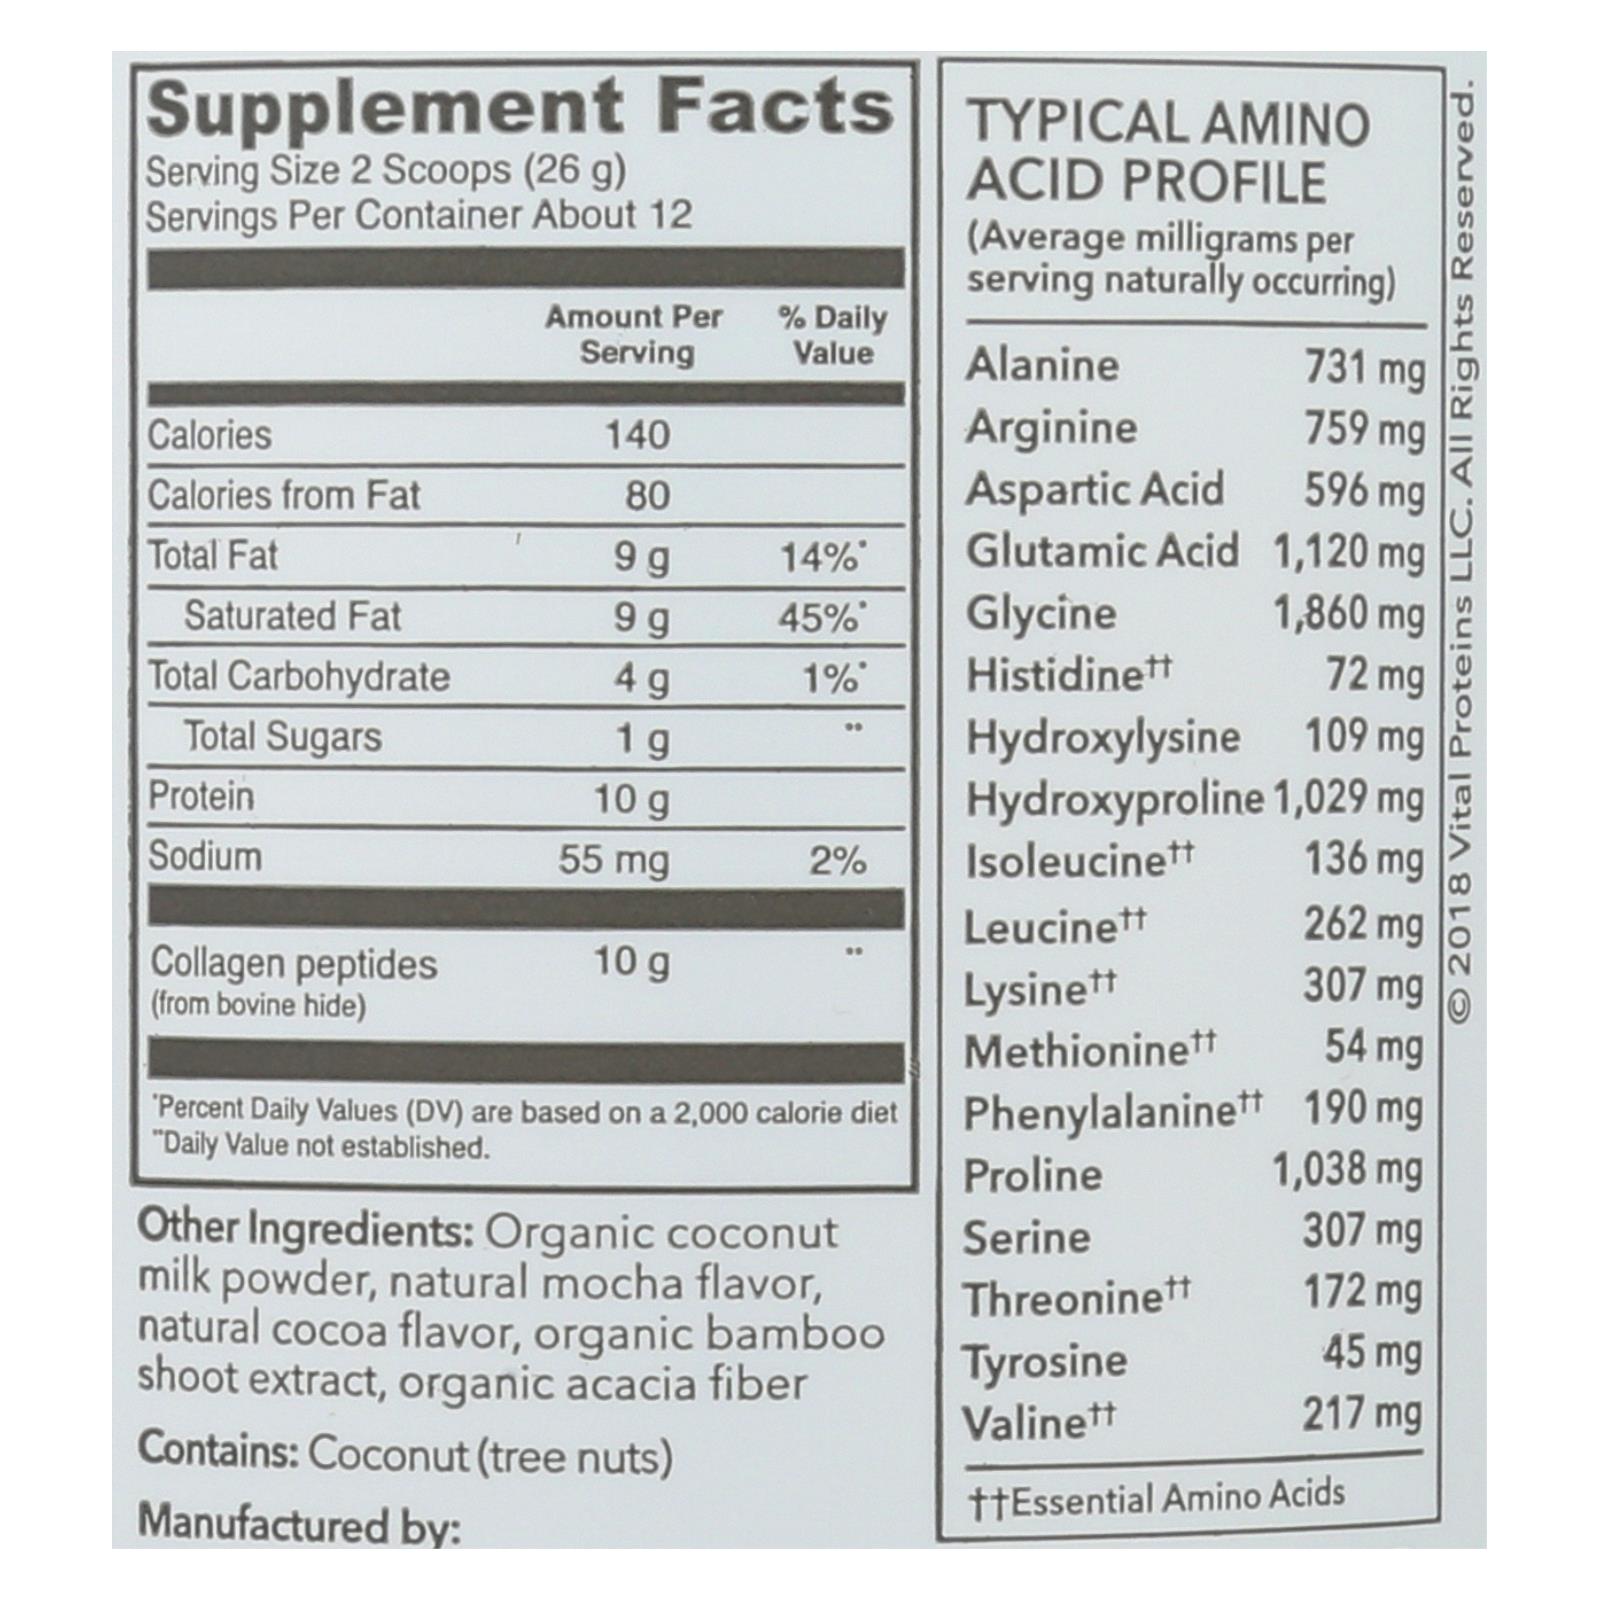 Supplement Facts
Serving Size 2 Scoops (26 g)
Servings Per Container About 12
Amount Per Serving % Daily Value
Calories 140
Calories from Fat 80
Total Fat 9 g 14%*
Saturated Fat 9 g 45%*
Total Carbohydrate 4 g 1%*
Total Sugars 1 g **
Protein 10 g
Sodium 55 mg 2%
Collagen peptides 10 g **
(from bovine hide)
*Percent Daily Values (DV) are based on a 2,000 calorie diet
**Daily Value not established.
Other Ingredients: Organic coconut
milk powder, natural mocha flavor,
natural cocoa flavor, organic bamboo
shoot extract, organic acacia fiber
Contains: Coconut (tree nuts)
Manufactured by:
TYPICAL AMINO
ACID PROFILE
(Average milligrams per
serving naturally occurring)
Alanine 731 mg
Arginine 759 mg
Aspartic Acid 596 mg
Glutamic Acid 1,120 mg
Glycine 1,860 mg
Histidine†† 72 mg
Hydroxylysine 109 mg
Hydroxyproline 1,029 mg
Isoleucine†† 136 mg
Leucine†† 262 mg
Lysine†† 307 mg
Methionine†† 54 mg
Phenylalanine†† 190 mg
Proline 1,038 mg
Serine 307 mg
Threonine†† 172 mg
Tyrosine 45 mg
Valine†† 217 mg
††Essential Amino Acids
© 2018 Vital Proteins LLC. All Rights Reserved.